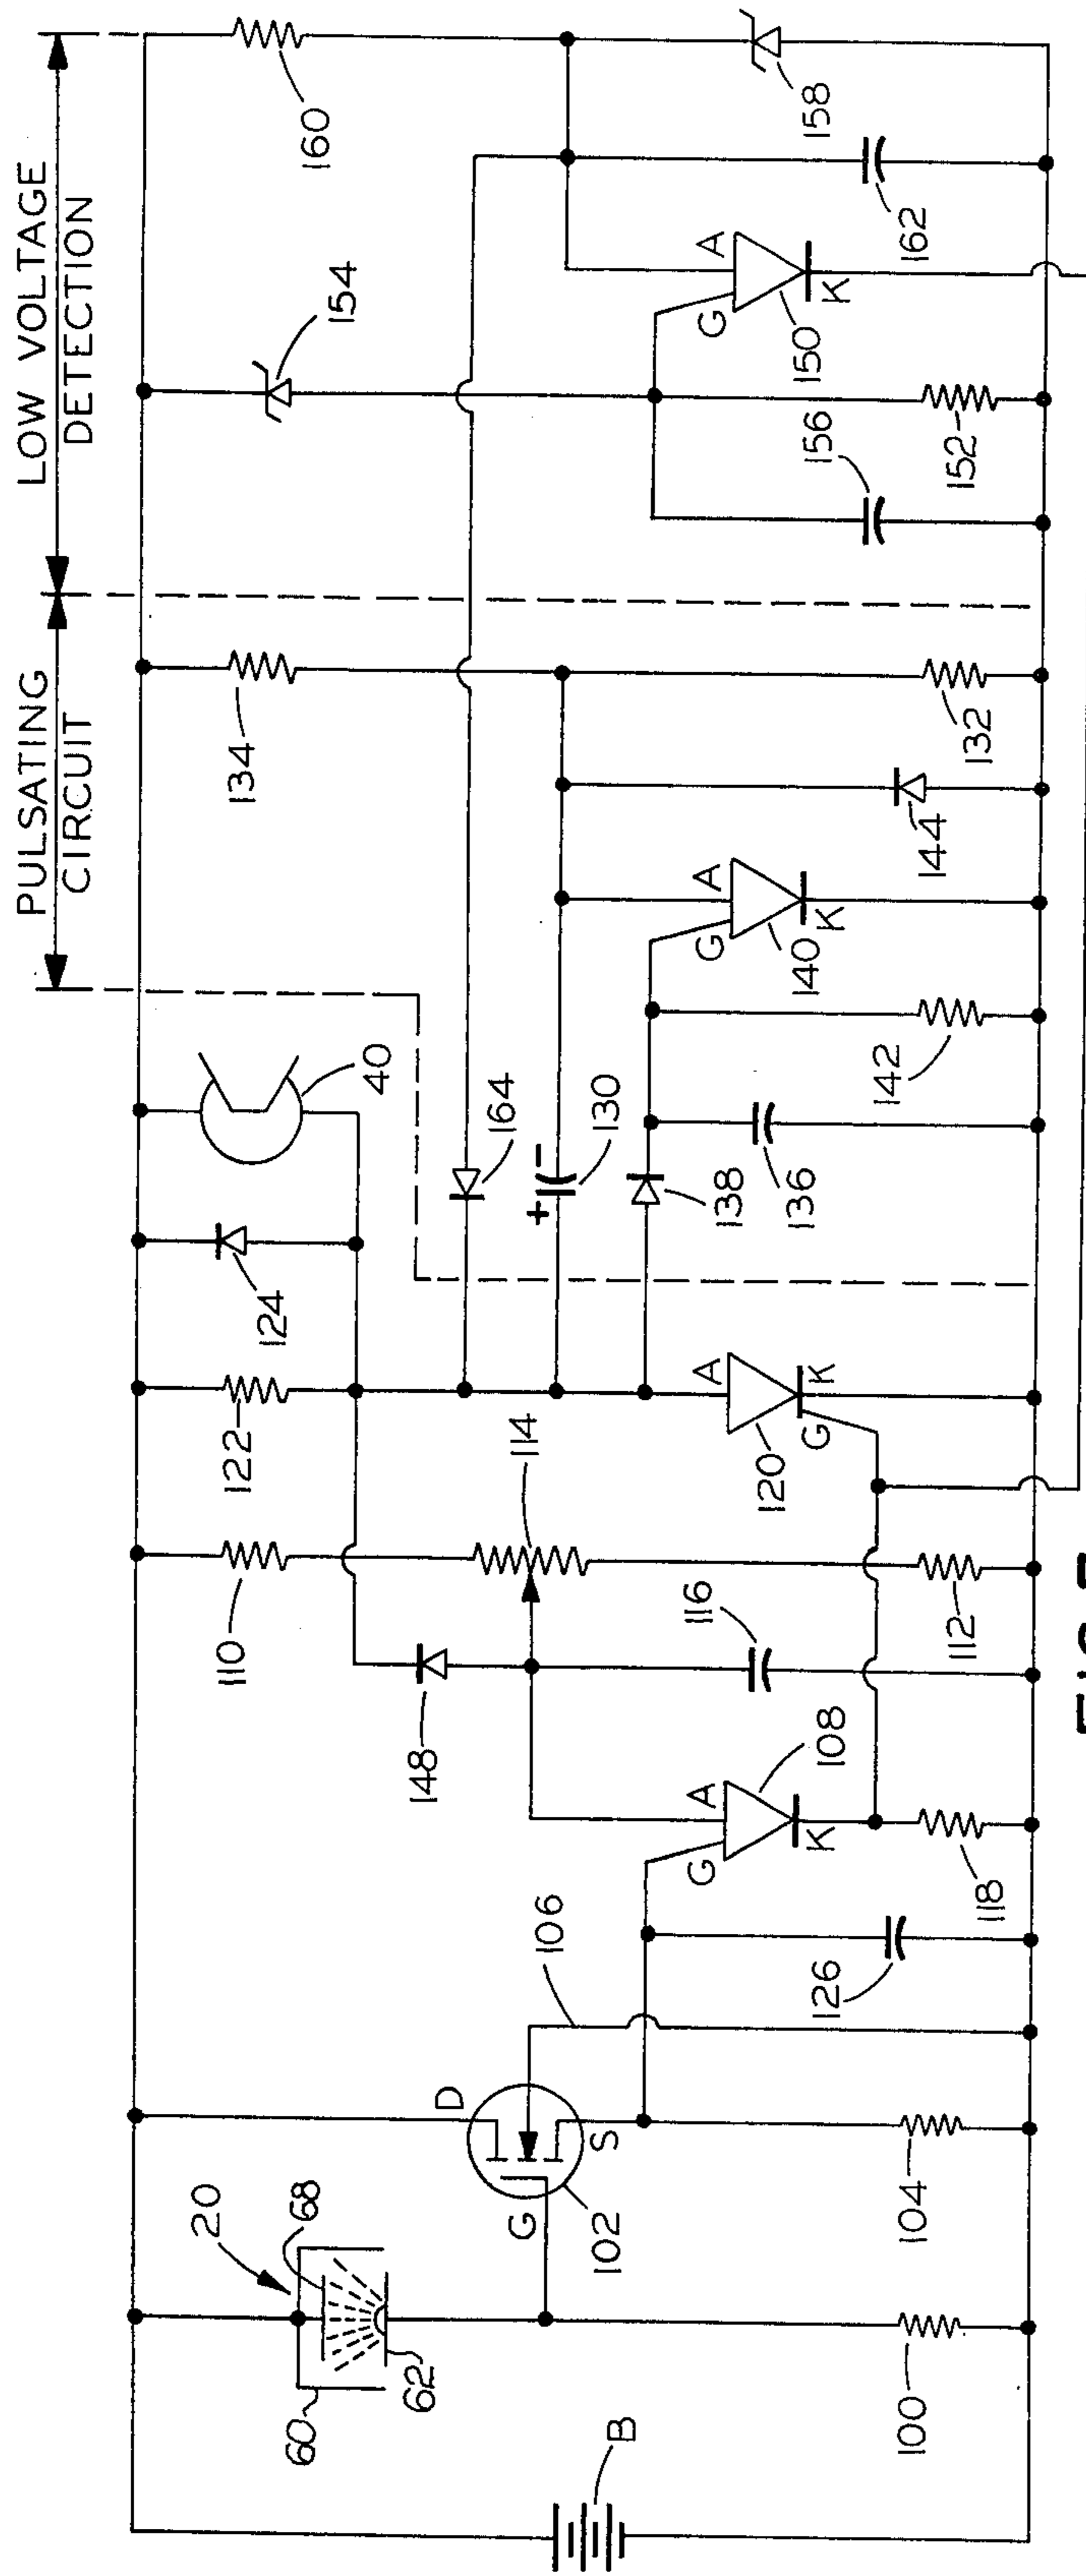 LOW VOLTAGE
DETECTION
PULSATING
CIRCUIT
160
158
162
A
G
K
150
154
156
152
134
132
144
A
G
K
140
142
40
164
+
−
130
138
136
124
122
114
A
K
G
120
110
116
112
148
A
G
K
108
118
106
126
D
S
G
102
104
20
68
60
62
100
B